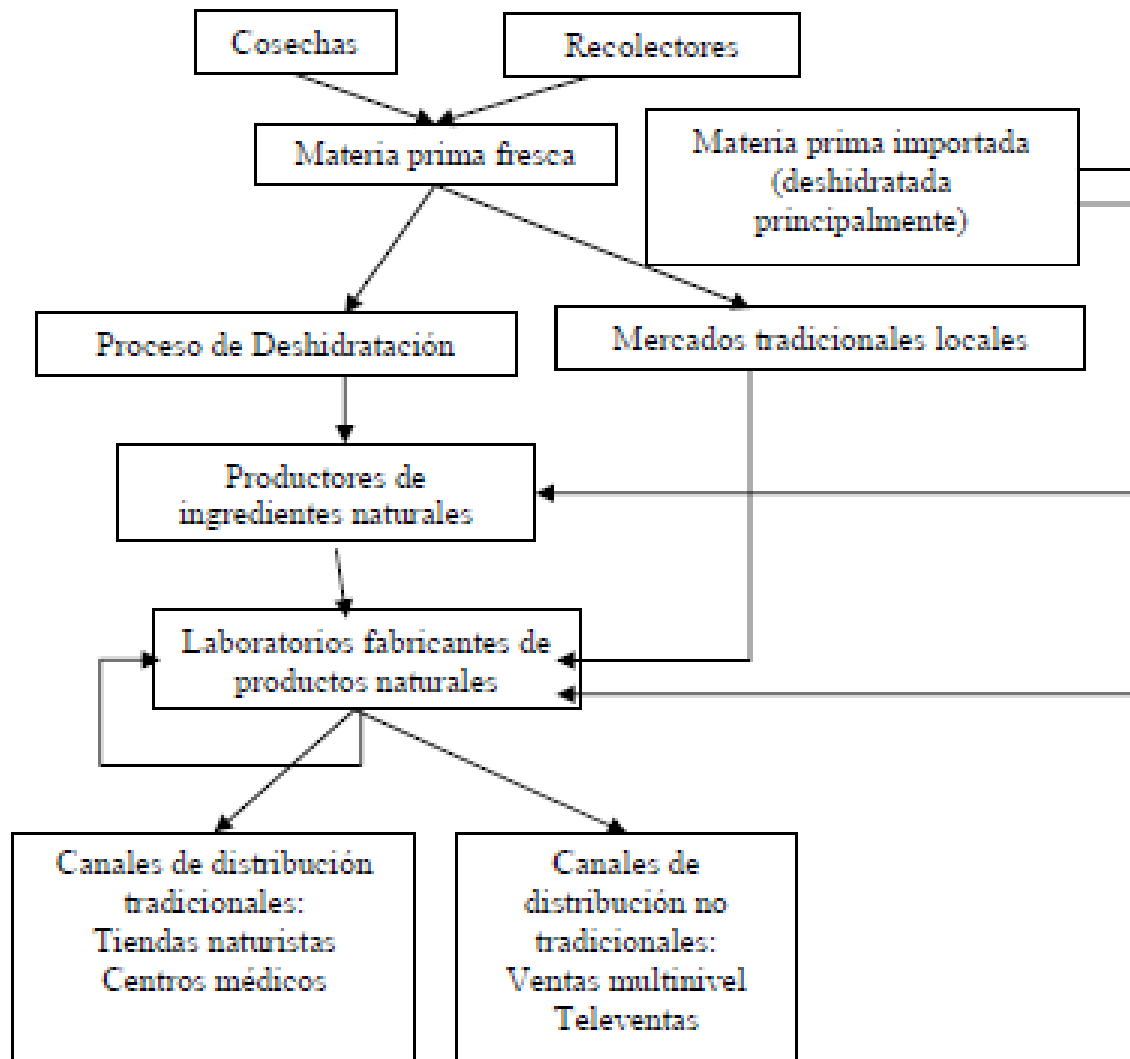 Cosechas
Recolectores
Materia prima fresca
Materia prima importada
(deshidratada
principalmente)
Proceso de Deshidratación
Mercados tradicionales locales
Productores de
ingredientes naturales
Laboratorios fabricantes de
productos naturales
Canales de distribución
tradicionales:
Tiendas naturistas
Centros médicos
Canales de
distribución no
tradicionales:
Ventas multinivel
Televentas